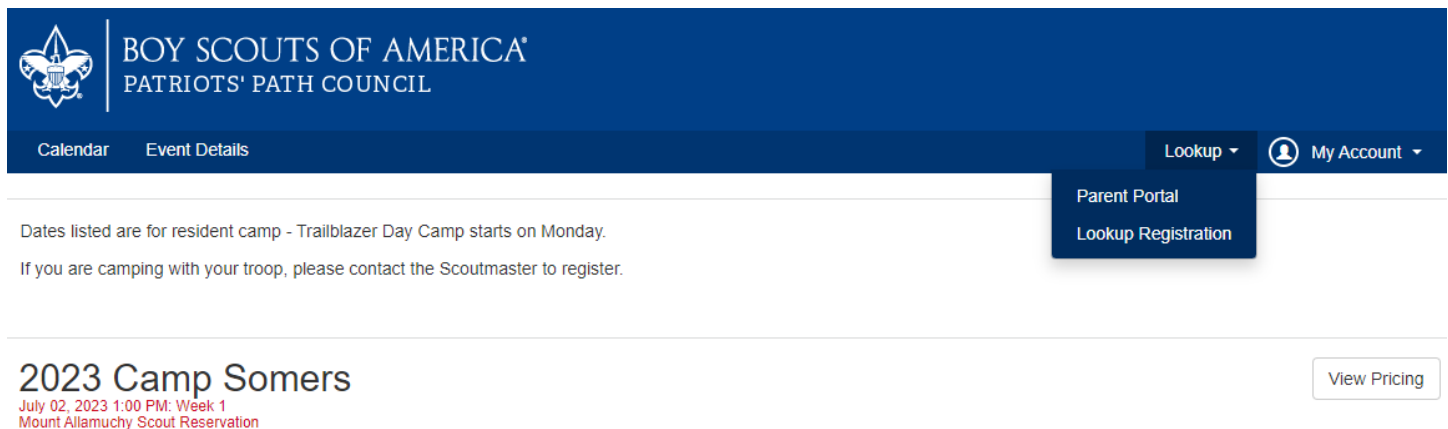 BOY SCOUTS OF AMERICA®
PATRIOTS' PATH COUNCIL
Calendar Event Details Lookup My Account
Parent Portal
Lookup Registration
Dates listed are for resident camp - Trailblazer Day Camp starts on Monday.
If you are camping with your troop, please contact the Scoutmaster to register.
2023 Camp Somers
View Pricing
July 02, 2023 1:00 PM: Week 1
Mount Allamuchy Scout Reservation